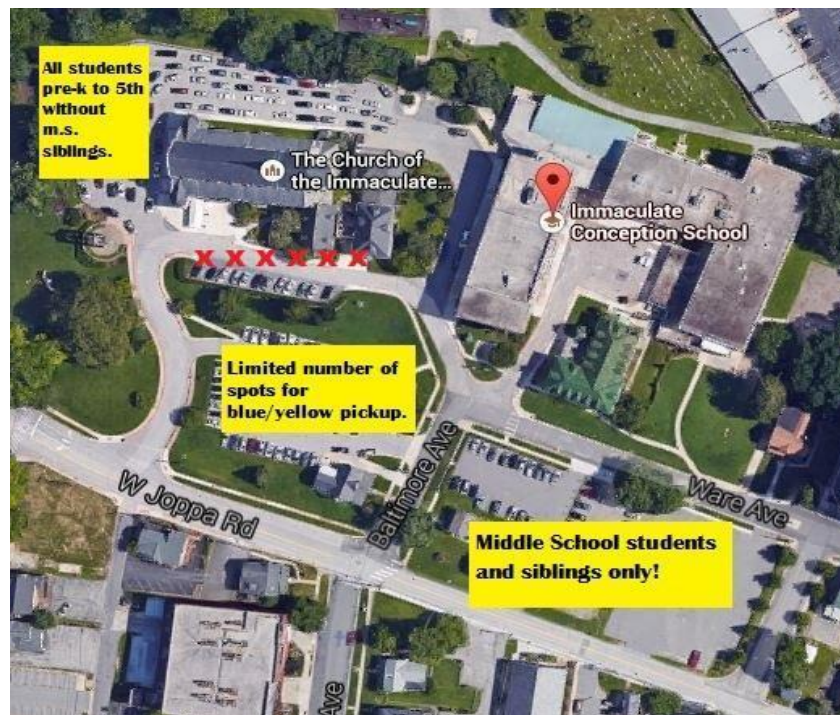 All students
pre-k to 5th
without
m.s.
siblings.
The Church of
the Immaculate...
Immaculate
Conception School
X X X X X X
Limited number of
spots for
blue/yellow pickup.
W Joppa Rd
Baltimore Ave
Ware Ave
Middle School students
and siblings only!
Ave